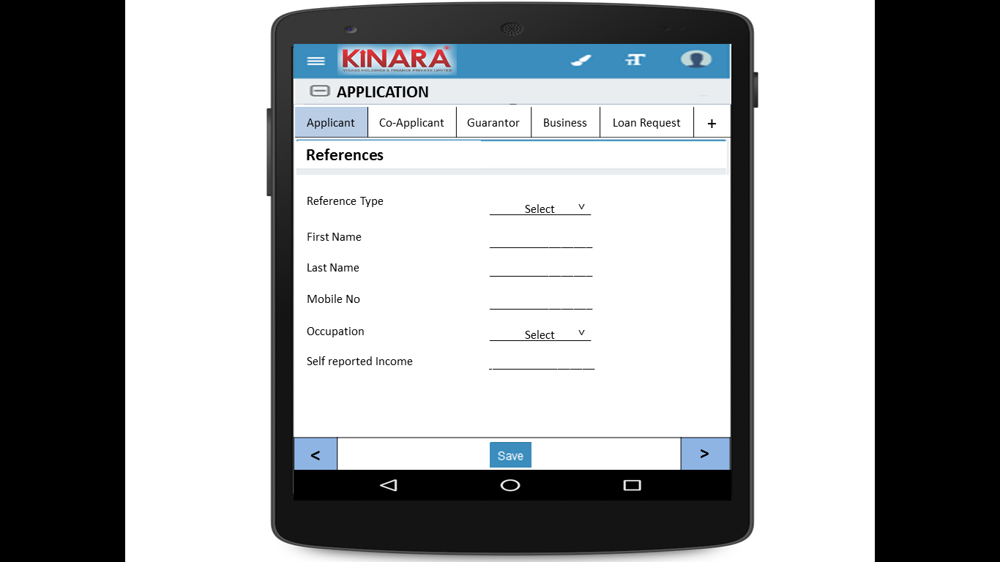 KINARA®
VISAGE HOLDINGS & FINANCE PRIVATE LIMITED
APPLICATION
Applicant Co-Applicant Guarantor Business Loan Request +
References
Reference Type Select v
First Name
Last Name
Mobile No
Occupation Select v
Self reported Income
< Save >